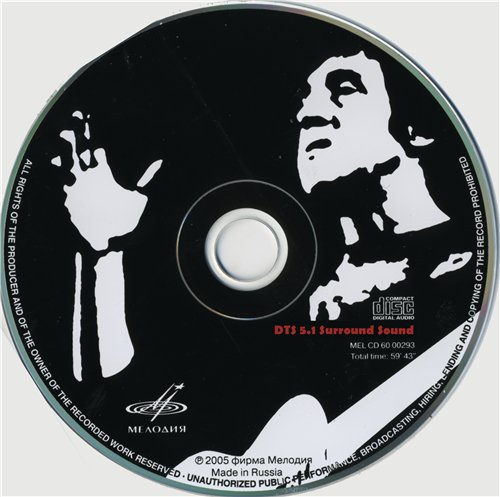 ALL RIGHTS OF THE PRODUCER AND OF THE OWNER OF THE RECORDED WORK RESERVED · UNAUTHORIZED PUBLIC PERFORMANCE, BROADCASTING, HIRING, LENDING AND COPYING OF THE RECORD PROHIBITED
COMPACT
disc
DIGITAL AUDIO
DTS 5.1 Surround Sound
MEL CD 60 00293
Total time: 59' 43"
МЕЛОДИЯ
℗ 2005 фирма Мелодия
Made in Russia